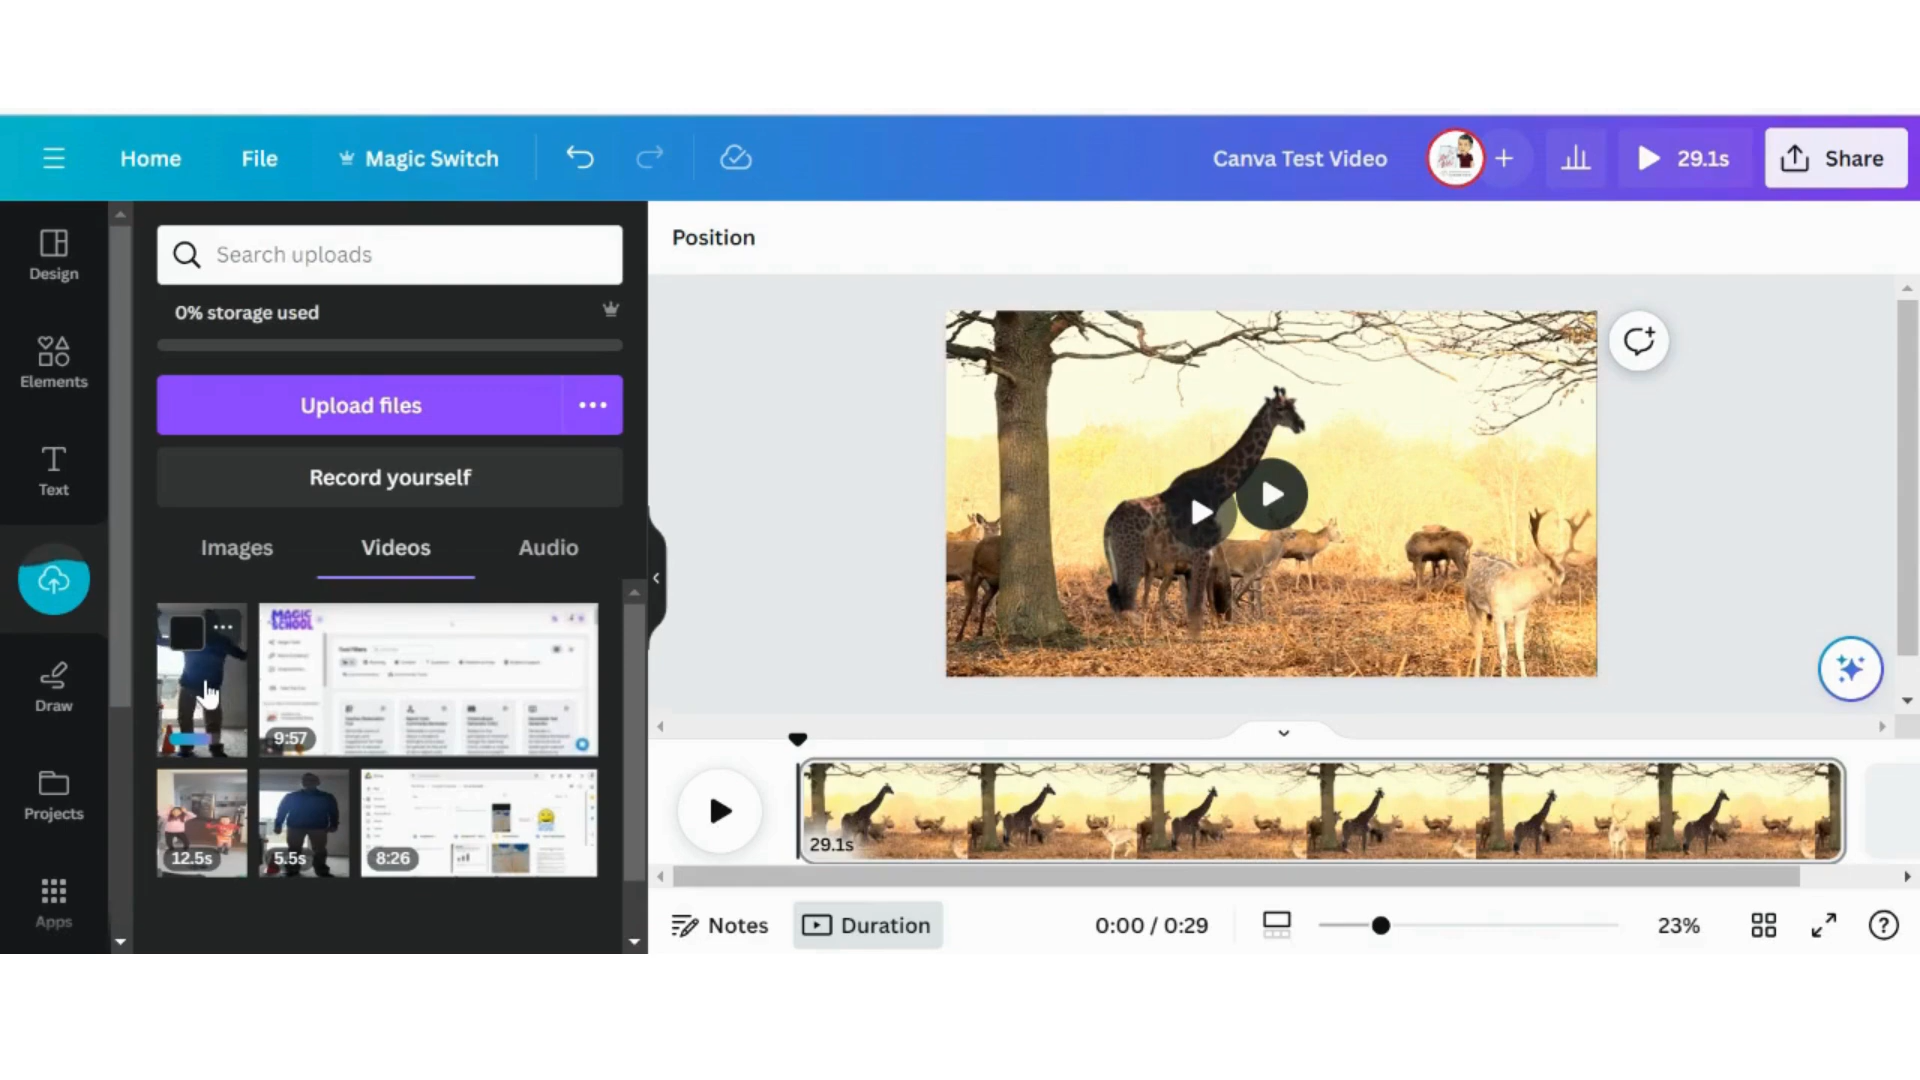 Home File Magic Switch Canva Test Video 29.1s Share
Design
Elements
Text
Draw
Projects
Apps
Search uploads
0% storage used
Upload files
Record yourself
Images Videos Audio
MAGIC
SCHOOL
9:57
12.5s 5.5s 8:26
Position
29.1s
Notes Duration 0:00 / 0:29 23%